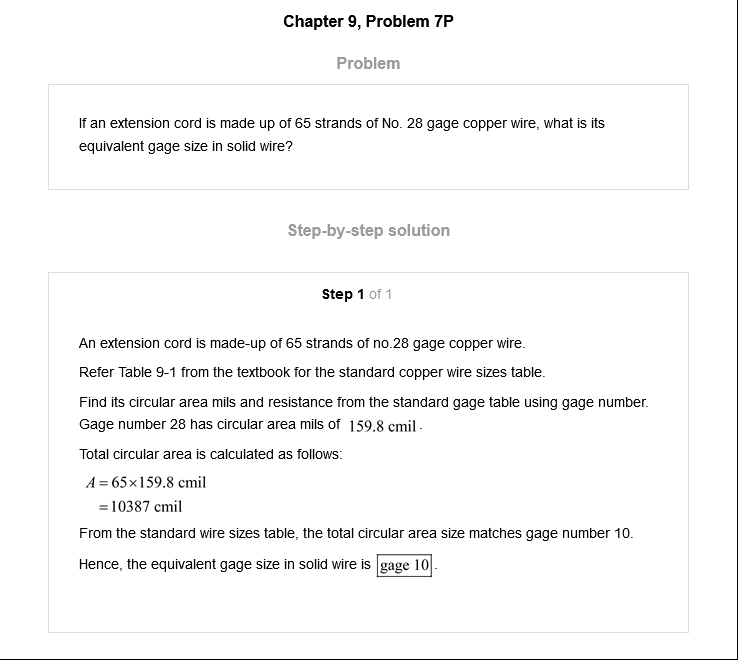 Chapter 9, Problem 7P
Problem
If an extension cord is made up of 65 strands of No. 28 gage copper wire, what is its
equivalent gage size in solid wire?
Step-by-step solution
Step 1 of 1
An extension cord is made-up of 65 strands of no.28 gage copper wire.
Refer Table 9-1 from the textbook for the standard copper wire sizes table.
Find its circular area mils and resistance from the standard gage table using gage number.
Gage number 28 has circular area mils of 159.8 cmil.
Total circular area is calculated as follows:
A = 65×159.8 cmil
= 10387 cmil
From the standard wire sizes table, the total circular area size matches gage number 10.
Hence, the equivalent gage size in solid wire is gage 10.